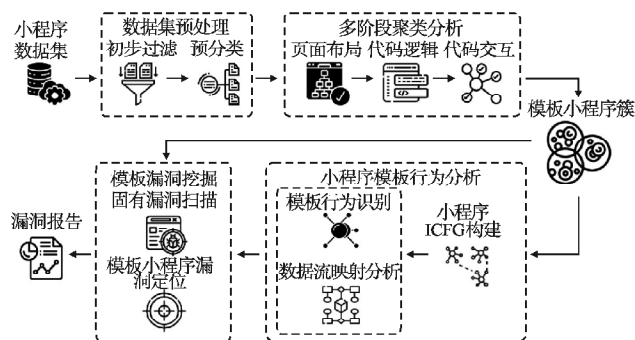 小程序
数据集
数据集预处理
初步过滤 预分类
多阶段聚类分析
页面布局 代码逻辑 代码交互
模板小程序簇
小程序模板行为分析
模板行为识别
数据流映射分析
小程序
ICFG构建
模板漏洞挖掘
固有漏洞扫描
模板小程序漏
洞定位
漏洞报告